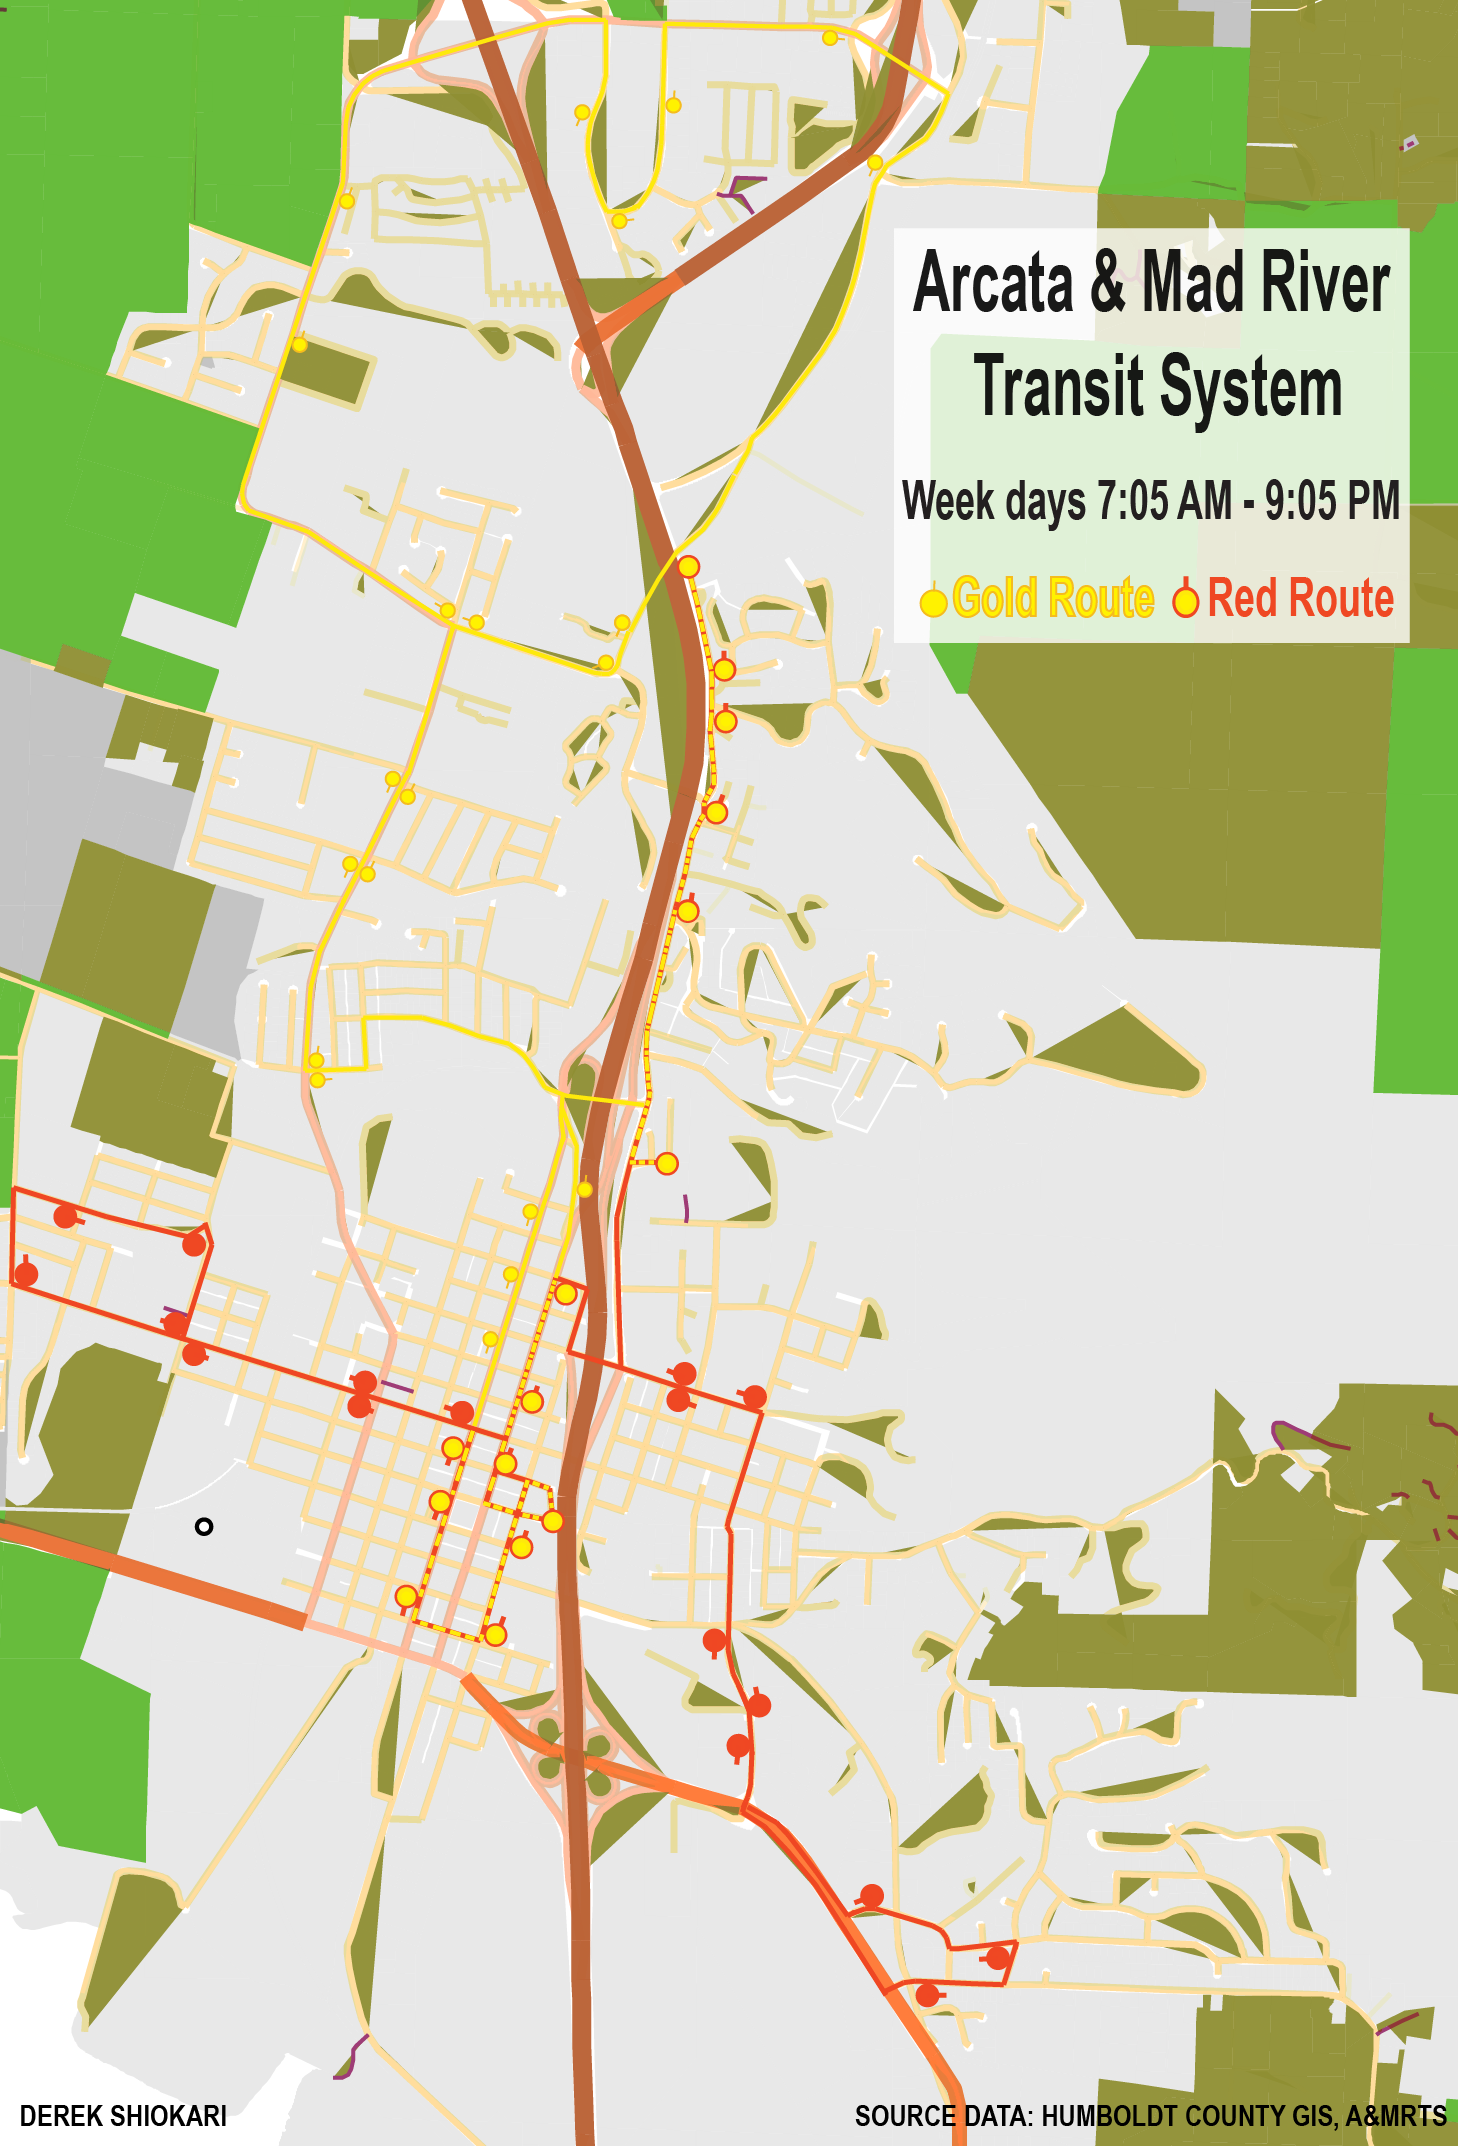 Arcata & Mad River
Transit System
Week days 7:05 AM - 9:05 PM
Gold Route Red Route
DEREK SHIOKARI
SOURCE DATA: HUMBOLDT COUNTY GIS, A&MRTS